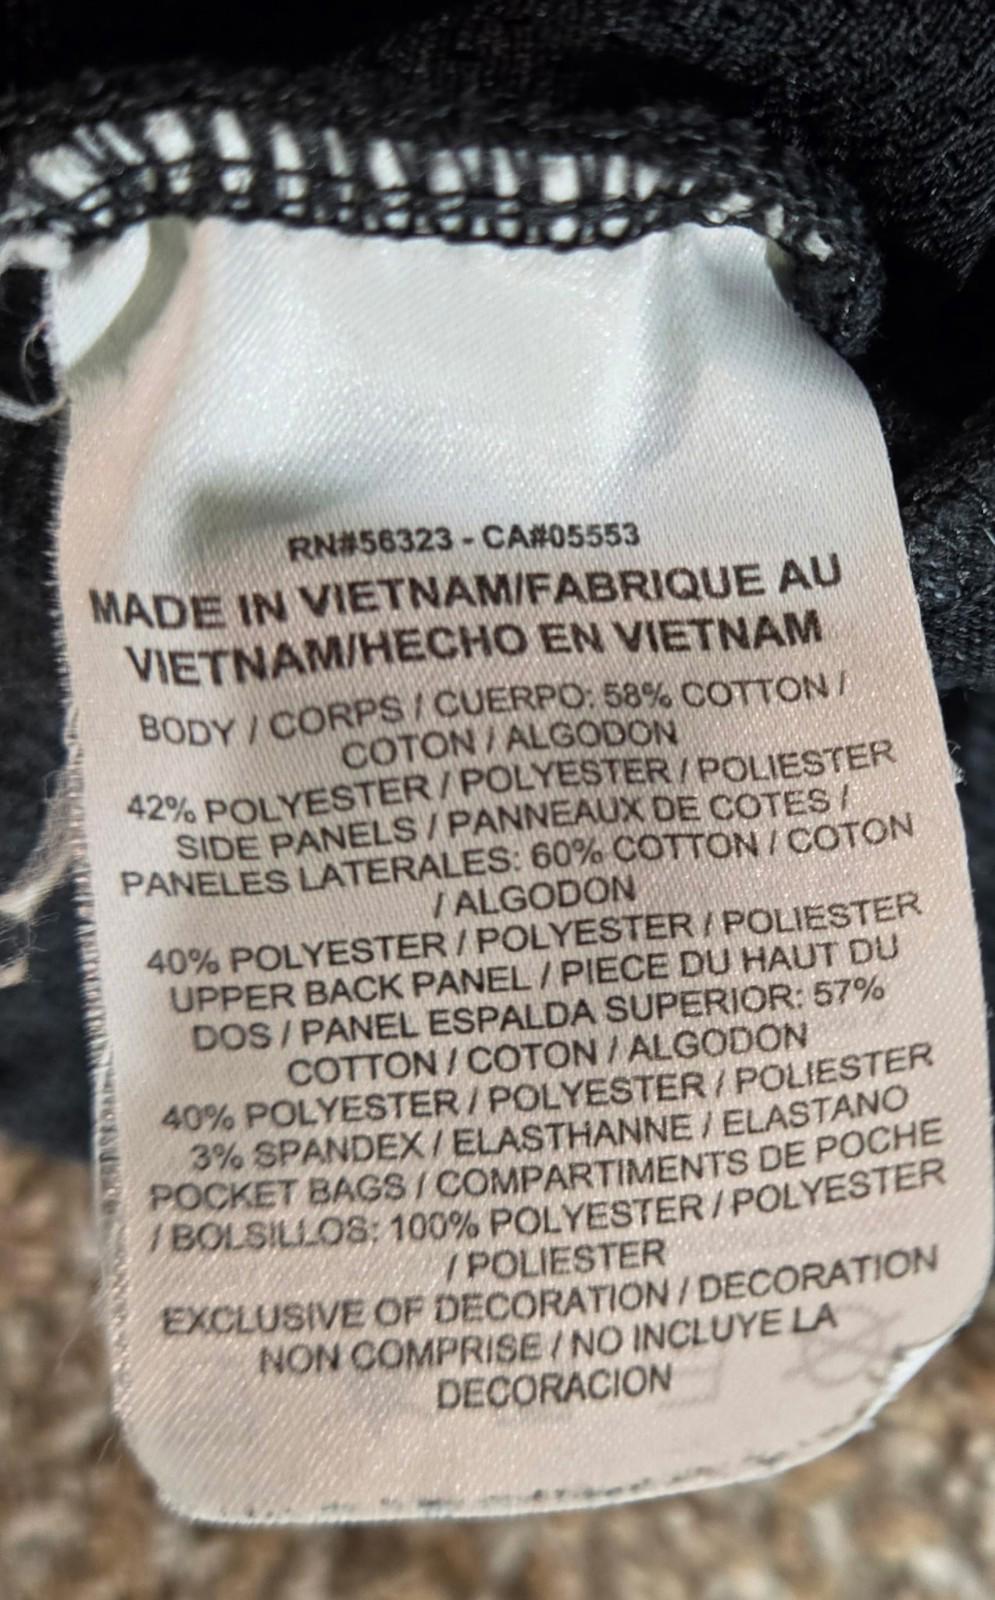 RN#56323 - CA#05553
MADE IN VIETNAM/FABRIQUE AU
VIETNAM/HECHO EN VIETNAM
BODY / CORPS / CUERPO: 58% COTTON /
COTON / ALGODON
42% POLYESTER / POLYESTER / POLIESTER
SIDE PANELS / PANNEAUX DE COTES /
PANELES LATERALES: 60% COTTON / COTON
/ ALGODON
40% POLYESTER / POLYESTER / POLIESTER
UPPER BACK PANEL / PIECE DU HAUT DU
DOS / PANEL ESPALDA SUPERIOR: 57%
COTTON / COTON / ALGODON
40% POLYESTER / POLYESTER / POLIESTER
3% SPANDEX / ELASTHANNE / ELASTANO
POCKET BAGS / COMPARTIMENTS DE POCHE
/ BOLSILLOS: 100% POLYESTER / POLYESTER
/ POLIESTER
EXCLUSIVE OF DECORATION / DECORATION
NON COMPRISE / NO INCLUYE LA
DECORACION